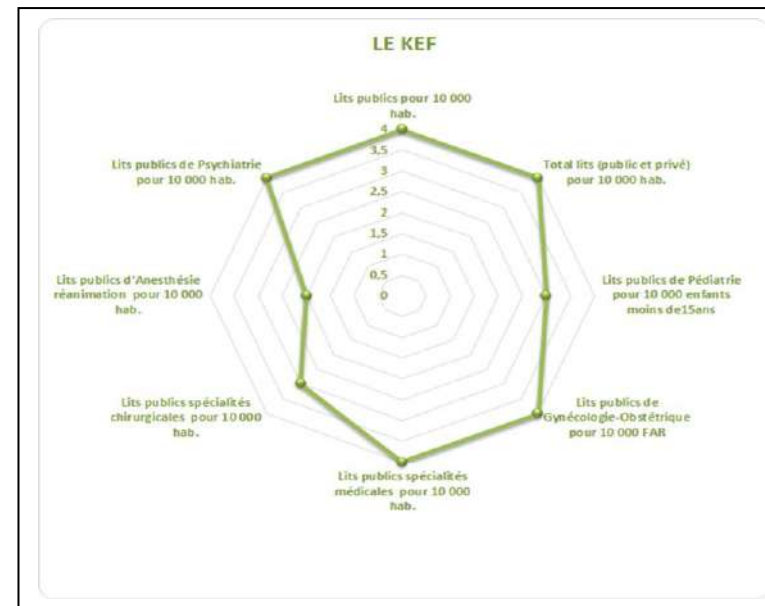 LE KEF
Lits publics pour 10 000
hab.
4
3,5
3
2,5
2
1,5
1
0,5
0
Total lits (public et privé)
pour 10 000 hab.
Lits publics de Pédiatrie
pour 10 000 enfants
moins de15ans
Lits publics de
Gynécologie-Obstétrique
pour 10 000 FAR
Lits publics spécialités
médicales pour 10 000
hab.
Lits publics spécialités
chirurgicales pour 10 000
hab.
Lits publics d'Anesthésie
réanimation pour 10 000
hab.
Lits publics de Psychiatrie
pour 10 000 hab.